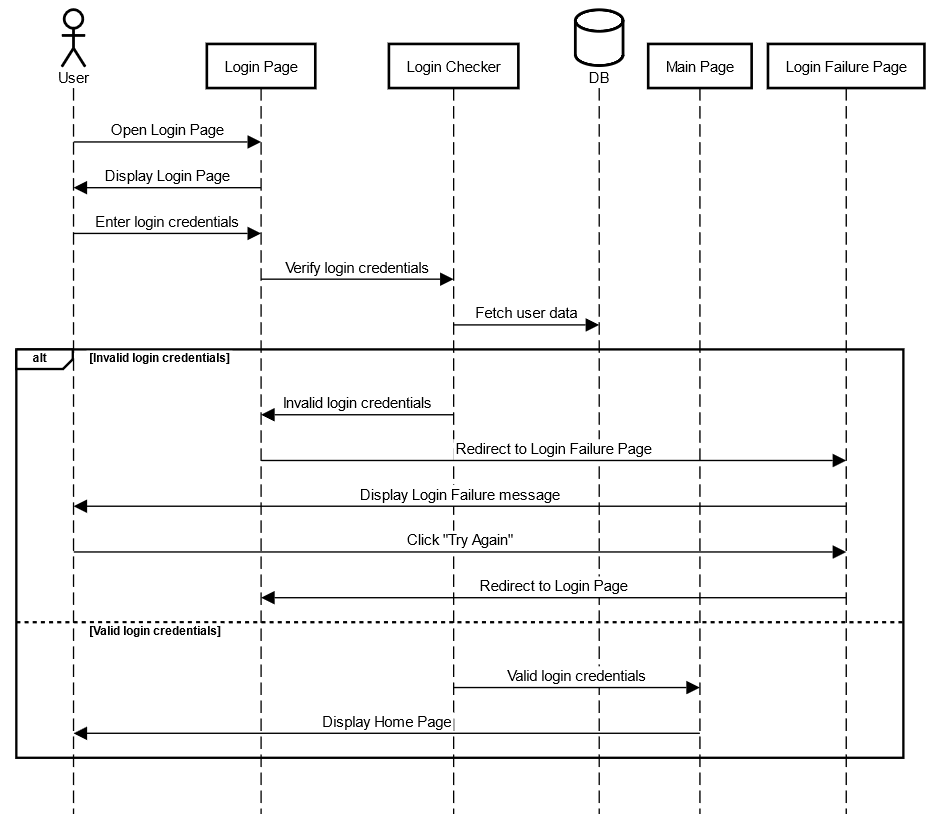 User
Login Page
Login Checker
DB
Main Page
Login Failure Page
Open Login Page
Display Login Page
Enter login credentials
Verify login credentials
Fetch user data
alt
[Invalid login credentials]
Invalid login credentials
Redirect to Login Failure Page
Display Login Failure message
Click "Try Again"
Redirect to Login Page
[Valid login credentials]
Valid login credentials
Display Home Page